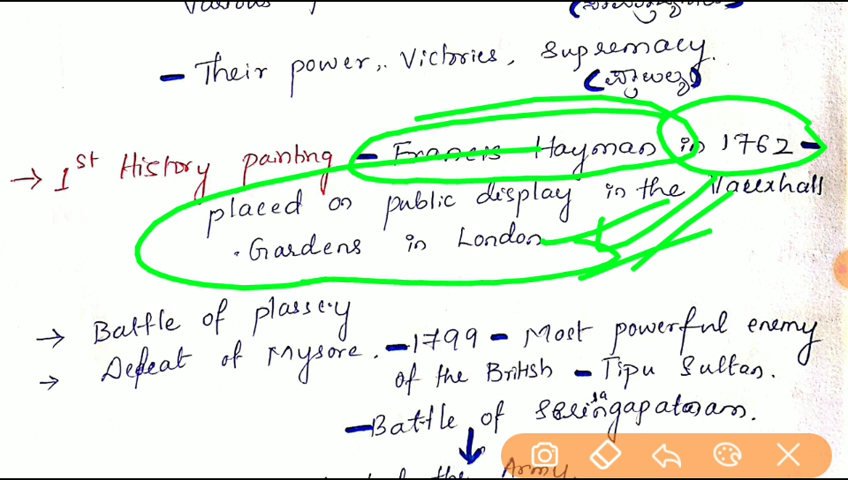 - Their power, Victories, Supremacy.
→ 1st History painting - Francis Hayman in 1762 -
placed on public display in the Vauxhall
. Gardens in London
→ Battle of plassey
→ Defeat of Mysore. - 1799 - Most powerful enemy
of the British - Tipu Sultan.
- Battle of
the Army.